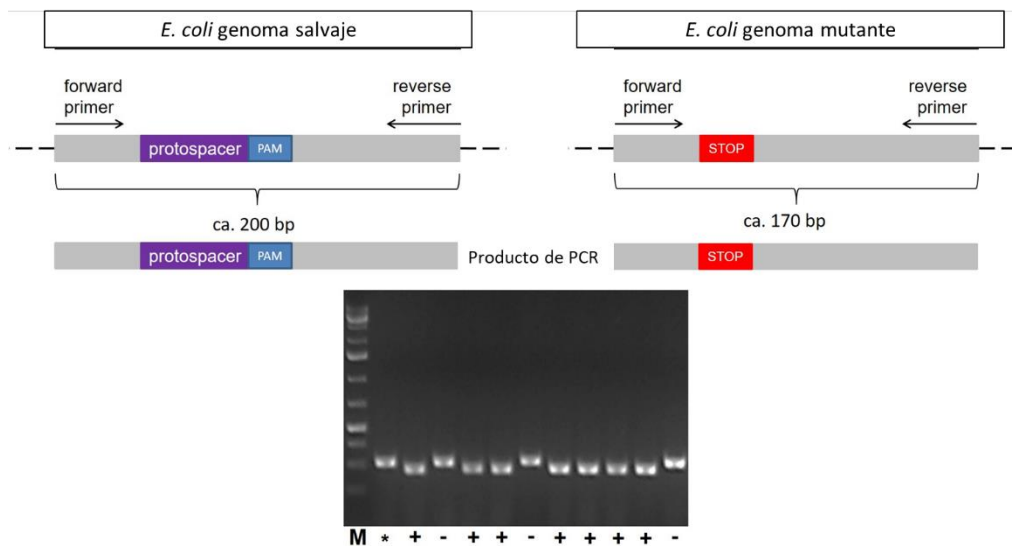 E. coli genoma salvaje
E. coli genoma mutante
forward
primer
reverse
primer
forward
primer
reverse
primer
protospacer PAM
STOP
ca. 200 bp
ca. 170 bp
protospacer PAM
Producto de PCR
STOP
M * + - + + - + + + + -